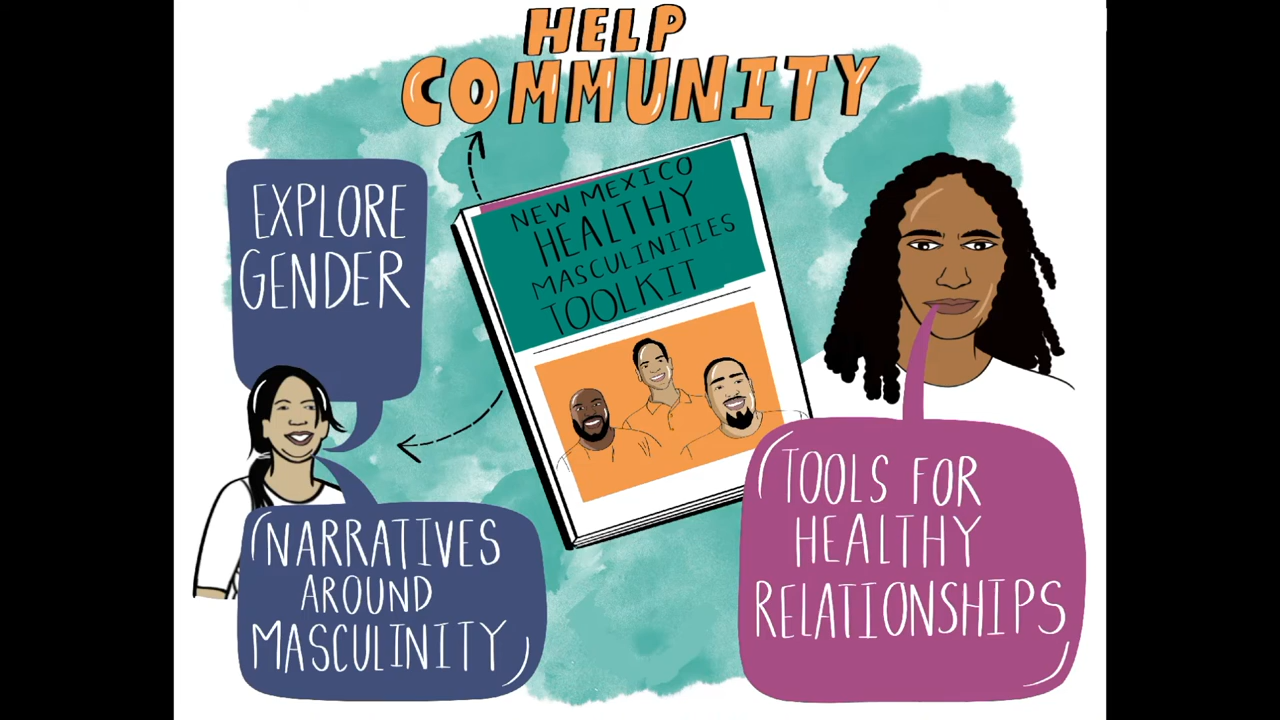 HELP
COMMUNITY
EXPLORE
GENDER
NEW MEXICO
HEALTHY
MASCULINITIES
TOOLKIT
NARRATIVES
AROUND
MASCULINITY
TOOLS FOR
HEALTHY
RELATIONSHIPS